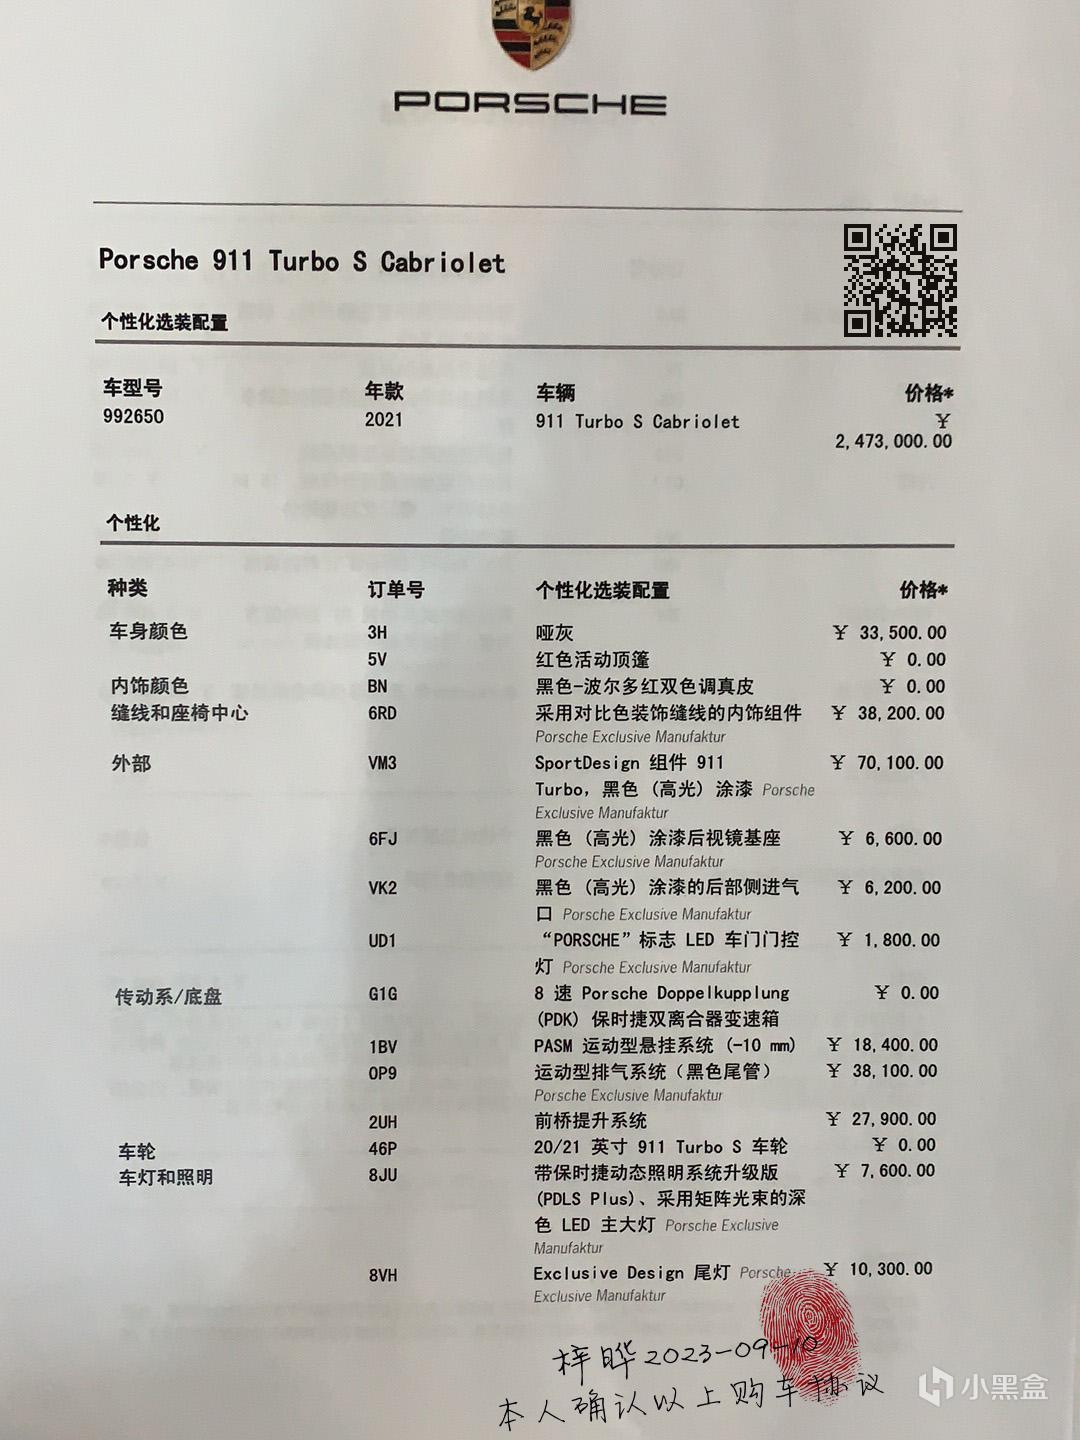 PORSCHE
Porsche 911 Turbo S Cabriolet
个性化选装配置
车型号 年款 车辆 价格*
992650 2021 911 Turbo S Cabriolet ¥
2,473,000.00
个性化
种类 订单号 个性化选装配置 价格*
车身颜色 3H 哑灰 ¥ 33,500.00
5V 红色活动顶篷 ¥ 0.00
内饰颜色 BN 黑色-波尔多红双色调真皮 ¥ 0.00
缝线和座椅中心 6RD 采用对比色装饰缝线的内饰组件 ¥ 38,200.00
Porsche Exclusive Manufaktur
外部 VM3 SportDesign 组件 911 ¥ 70,100.00
Turbo, 黑色 (高光) 涂漆 Porsche
Exclusive Manufaktur
6FJ 黑色 (高光) 涂漆后视镜基座 ¥ 6,600.00
Porsche Exclusive Manufaktur
VK2 黑色 (高光) 涂漆的后部侧进气 ¥ 6,200.00
口 Porsche Exclusive Manufaktur
UD1 “PORSCHE”标志 LED 车门门控 ¥ 1,800.00
灯 Porsche Exclusive Manufaktur
传动系/底盘 G1G 8 速 Porsche Doppelkupplung ¥ 0.00
(PDK) 保时捷双离合器变速箱
1BV PASM 运动型悬挂系统 (-10 mm) ¥ 18,400.00
0P9 运动型排气系统（黑色尾管） ¥ 38,100.00
Porsche Exclusive Manufaktur
2UH 前桥提升系统 ¥ 27,900.00
车轮 46P 20/21 英寸 911 Turbo S 车轮 ¥ 0.00
车灯和照明 8JU 带保时捷动态照明系统升级版 ¥ 7,600.00
(PDLS Plus)、采用矩阵光束的深
色 LED 主大灯 Porsche Exclusive
Manufaktur
8VH Exclusive Design 尾灯 Porsche ¥ 10,300.00
Exclusive Manufaktur
梓晔2023-09-10
本人确认以上购车协议
小黑盒